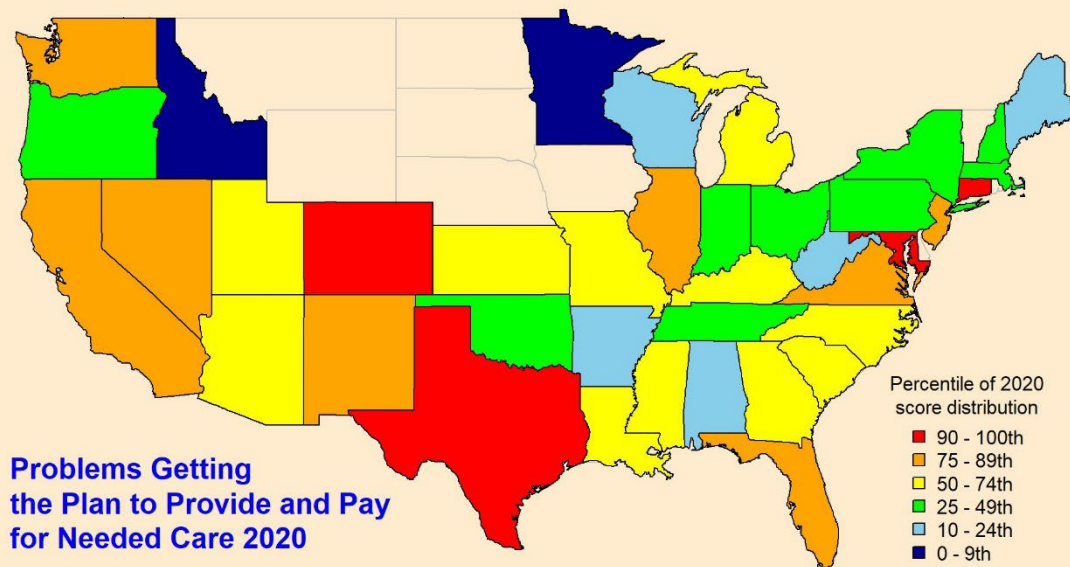 Problems Getting
the Plan to Provide and Pay
for Needed Care 2020
Percentile of 2020
score distribution
90 - 100th
75 - 89th
50 - 74th
25 - 49th
10 - 24th
0 - 9th